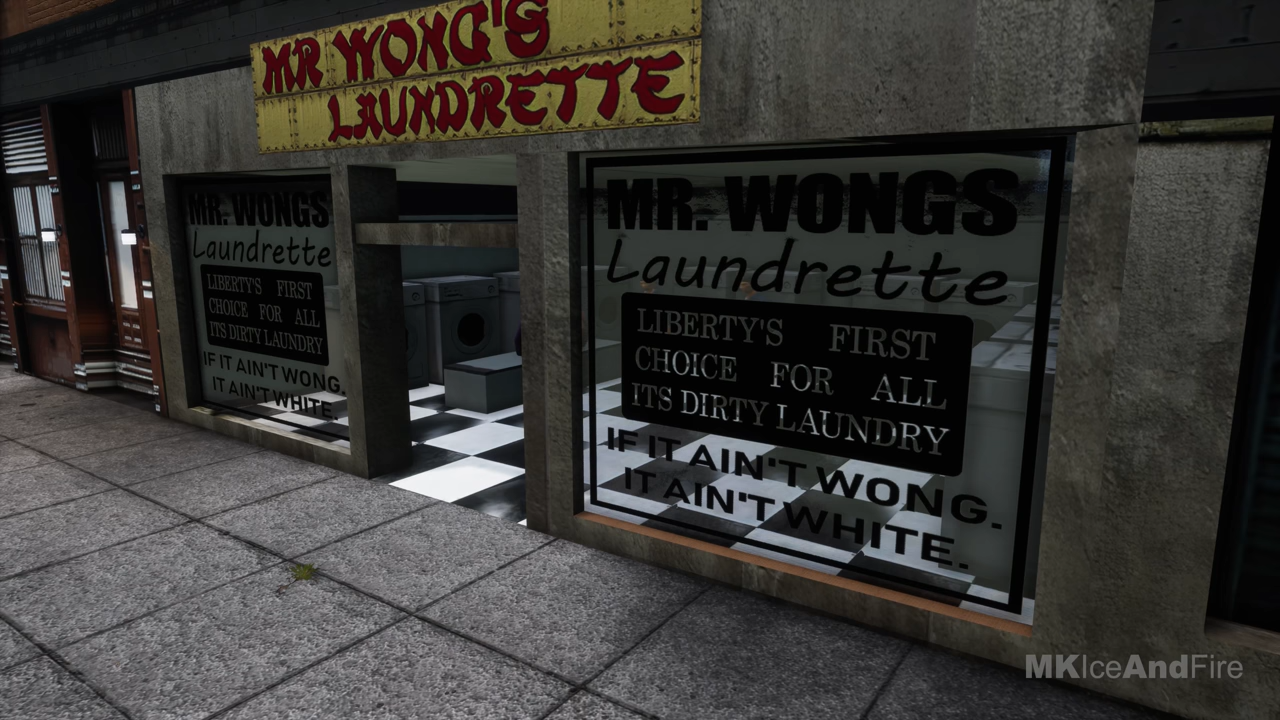 MR WONG'S
LAUNDRETTE
MR. WONGS
Laundrette
LIBERTY'S FIRST
CHOICE FOR ALL
ITS DIRTY LAUNDRY
IF IT AIN'T WONG.
IT AIN'T WHITE.
MR. WONGS
Laundrette
LIBERTY'S FIRST
CHOICE FOR ALL
ITS DIRTY LAUNDRY
IF IT AIN'T WONG.
IT AIN'T WHITE.
MKIceAndFire